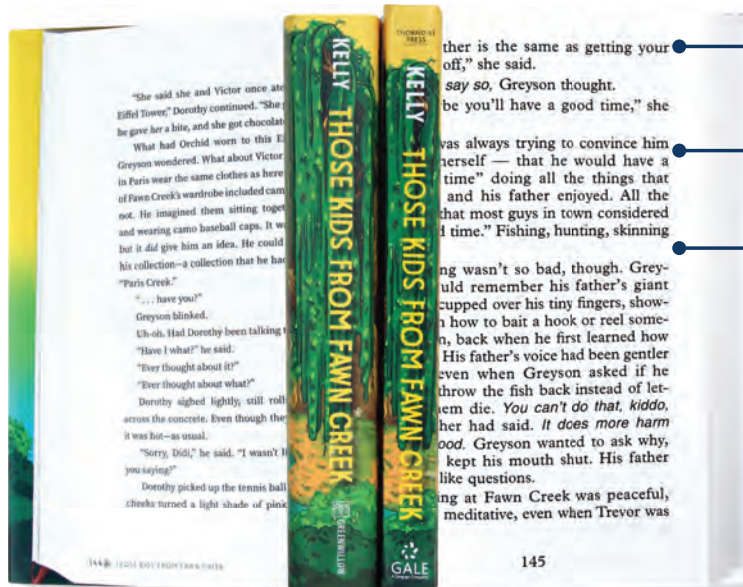 "She said she and Victor once ate
Eiffel Tower," Dorothy continued. "She
he gave her a bite, and she got chocolat
What had Orchid worn to this Ei
Greyson wondered. What about Victor
in Paris wear the same clothes as here
of Fawn Creek's wardrobe included cam
not. He imagined them sitting toget
and wearing camo baseball caps. It wa
but it did give him an idea. He could
his collection—a collection that he had
"Paris Creek."
". . . have you?"
Greyson blinked.
Uh-oh. Had Dorothy been talking t
"Have I what?" he said.
"Ever thought about it?"
"Ever thought about what?"
Dorothy sighed lightly, still roll
across the concrete. Even though they
it was hot—as usual.
"Sorry, Didi," he said. "I wasn't li
you saying?"
Dorothy picked up the tennis ball
cheeks turned a light shade of pink
144 THOSE KIDS FROM FAWN CREEK
KELLY THOSE KIDS FROM FAWN CREEK
GREENWILLOW
THORNDIKE
PRESS
KELLY THOSE KIDS FROM FAWN CREEK
GALE
ther is the same as getting your
off," she said.
say so, Greyson thought.
be you'll have a good time," she
was always trying to convince him
herself — that he would have a
time" doing all the things that
and his father enjoyed. All the
that most guys in town considered
d time." Fishing, hunting, skinning
ng wasn't so bad, though. Grey-
uld remember his father's giant
cupped over his tiny fingers, show-
n how to bait a hook or reel some-
n, back when he first learned how
His father's voice had been gentler
even when Greyson asked if he
throw the fish back instead of let-
em die. You can't do that, kiddo,
her had said. It does more harm
ood. Greyson wanted to ask why,
kept his mouth shut. His father
like questions.
ng at Fawn Creek was peaceful,
meditative, even when Trevor was
145